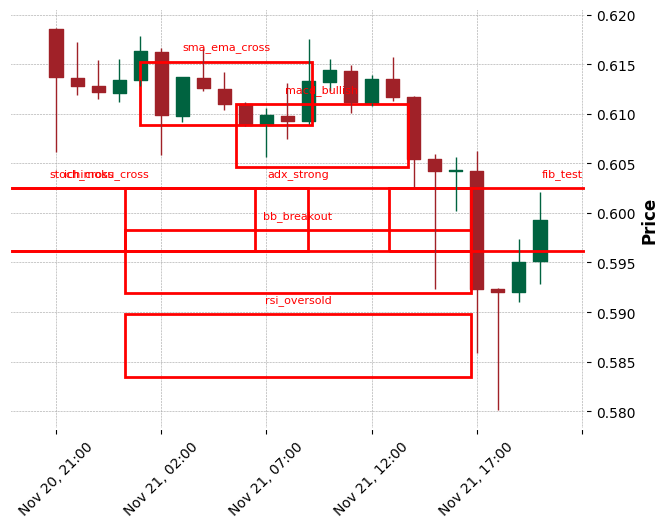 0.620
sma_ema_cross
0.615
macd_bullish
0.610
0.605
stoch_cross
ichimoku_cross
adx_strong
fib_test
0.600
bb_breakout
0.595
rsi_oversold
0.590
0.585
0.580
Price
Nov 20, 21:00
Nov 21, 02:00
Nov 21, 07:00
Nov 21, 12:00
Nov 21, 17:00